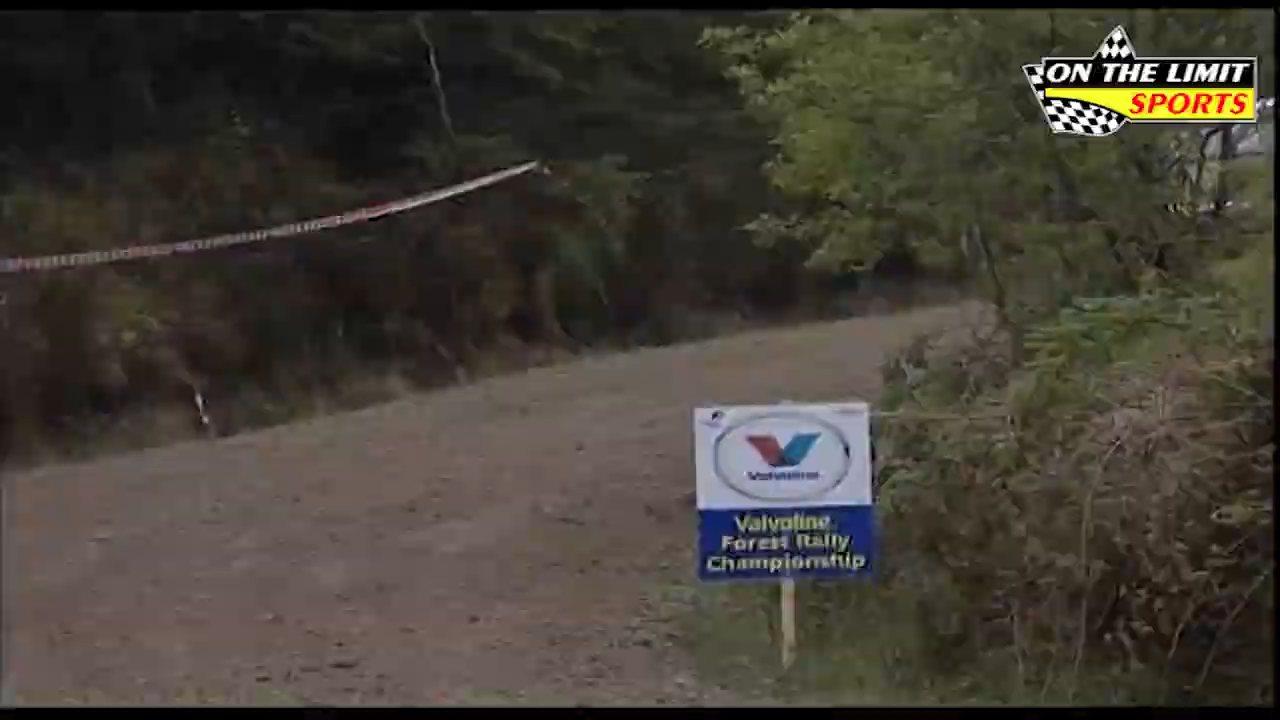 ON THE LIMIT
SPORTS
Valvoline
Valvoline
Forest Rally
Championship